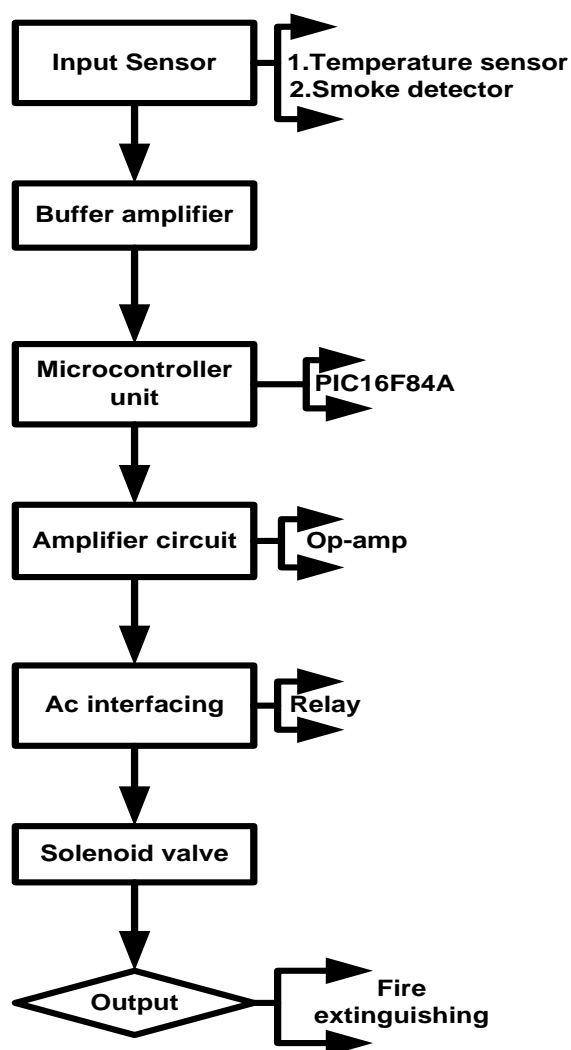 Input Sensor
1.Temperature sensor
2.Smoke detector
Buffer amplifier
Microcontroller
unit
PIC16F84A
Amplifier circuit
Op-amp
Ac interfacing
Relay
Solenoid valve
Output
Fire
extinguishing